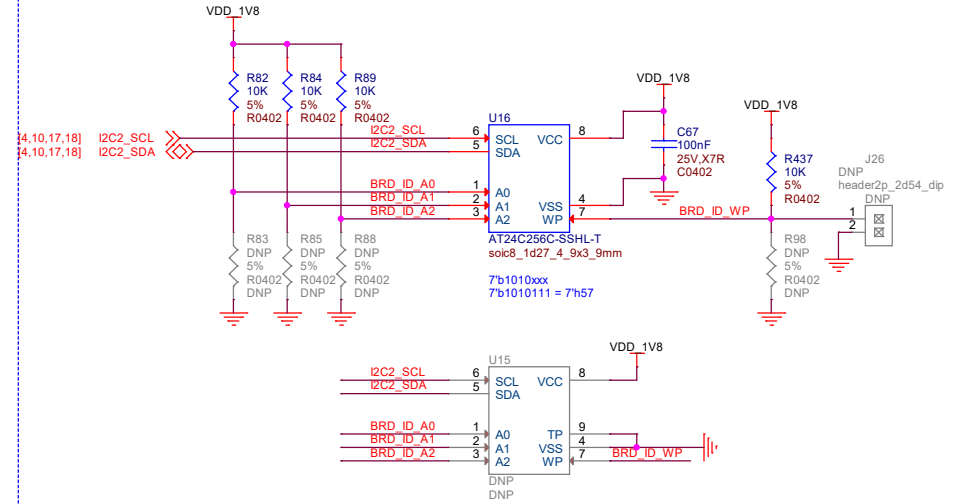 VDD_1V8
R82
10K
5%
R0402
R84
10K
5%
R0402
R89
10K
5%
R0402
VDD_1V8
VDD_1V8
[4,10,17,18] I2C2_SCL
[4,10,17,18] I2C2_SDA
I2C2_SCL
I2C2_SDA
BRD_ID_A0
BRD_ID_A1
BRD_ID_A2
U16
6 SCL VCC 8
5 SDA
1 A0
2 A1 VSS 4
3 A2 WP 7
AT24C256C-SSHL-T
soic8_1d27_4_9x3_9mm
7'b1010xxx
7'b1010111 = 7'h57
C67
100nF
25V,X7R
C0402
BRD_ID_WP
R437
10K
5%
R0402
J26
DNP
header2p_2d54_dip
DNP
1
2
R83
DNP
5%
R0402
DNP
R85
DNP
5%
R0402
DNP
R88
DNP
5%
R0402
DNP
R98
DNP
5%
R0402
DNP
VDD_1V8
U15
I2C2_SCL
I2C2_SDA
BRD_ID_A0
BRD_ID_A1
BRD_ID_A2
6 SCL VCC 8
5 SDA
1 A0 TP 9
2 A1 VSS 4
3 A2 WP 7
BRD_ID_WP
DNP
DNP